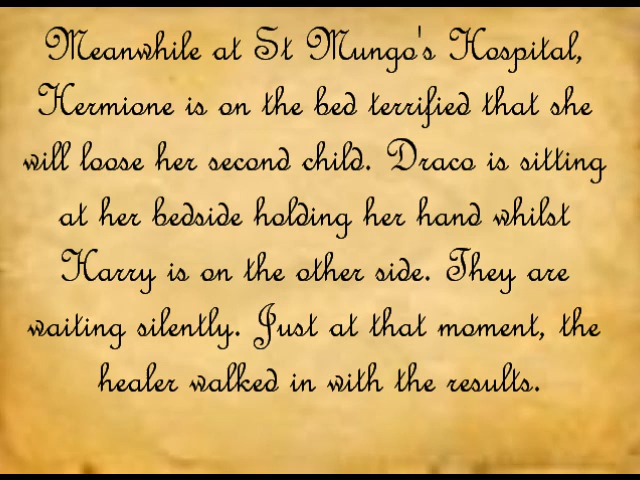 Meanwhile at St Mungo's Hospital,
Hermione is on the bed terrified that she
will loose her second child. Draco is sitting
at her bedside holding her hand whilst
Harry is on the other side. They are
waiting silently. Just at that moment, the
healer walked in with the results.